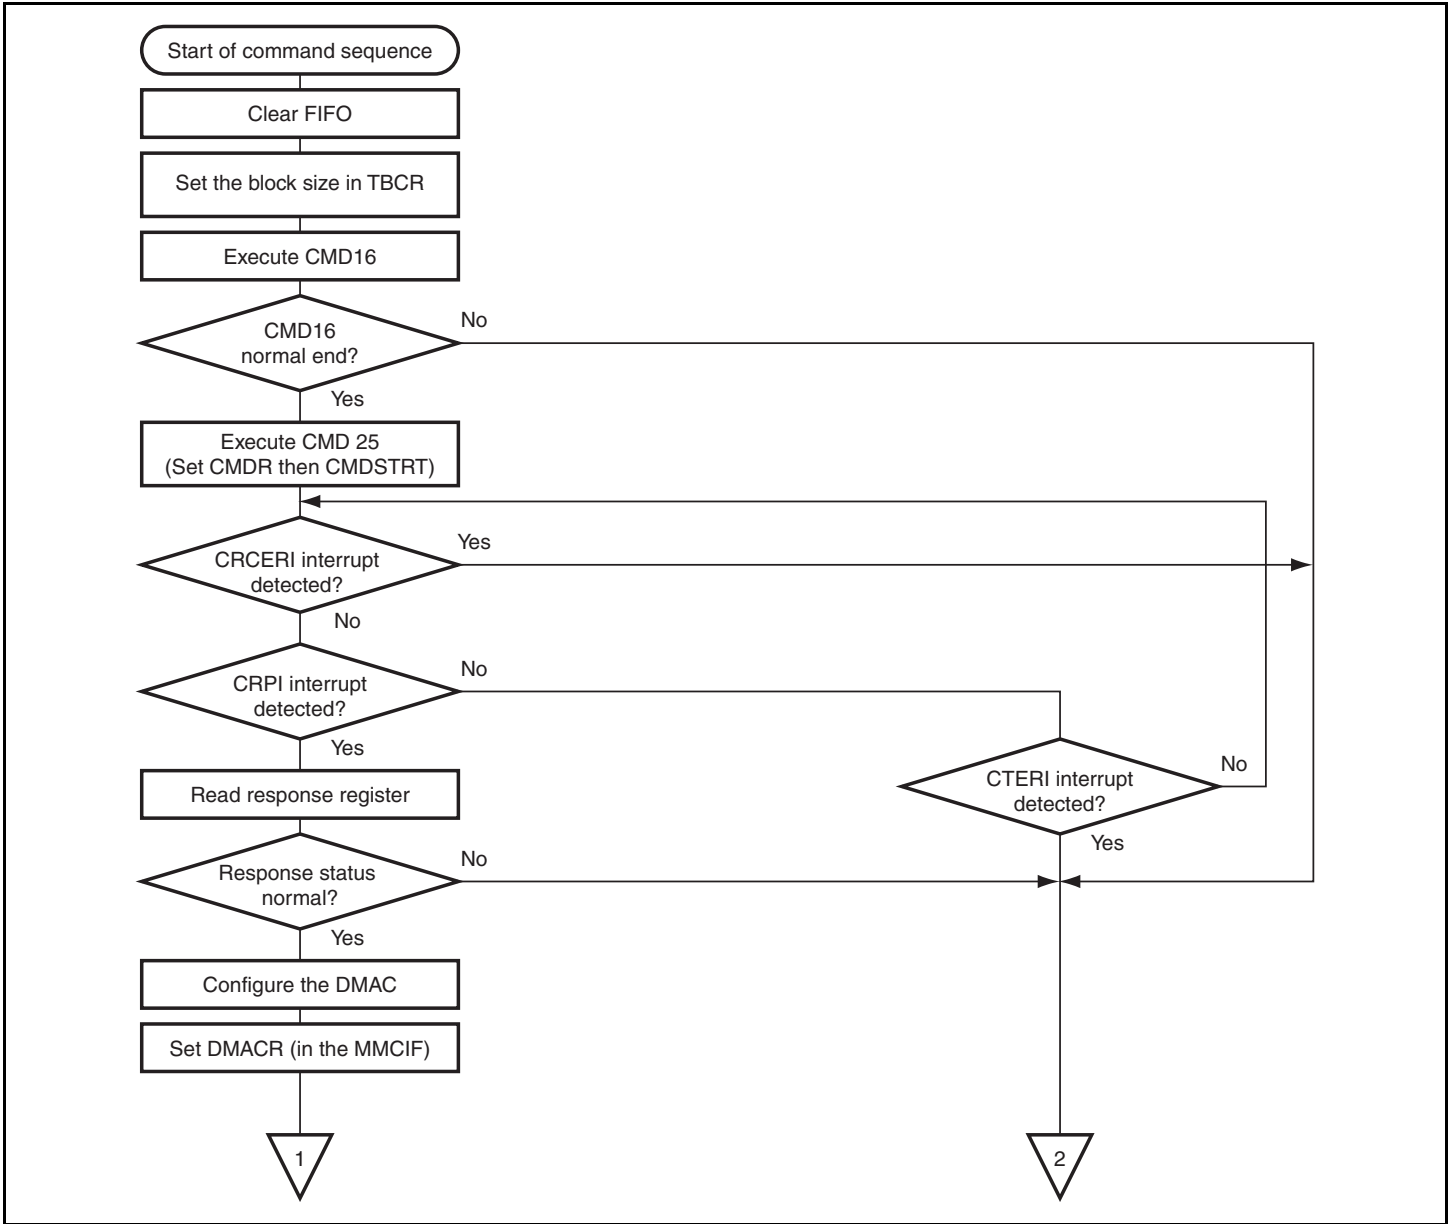 Start of command sequence
Clear FIFO
Set the block size in TBCR
Execute CMD16
CMD16
normal end?
No
Yes
Execute CMD 25
(Set CMDR then CMDSTRT)
CRCERI interrupt
detected?
Yes
No
CRPI interrupt
detected?
No
Yes
CTERI interrupt
detected?
No
Yes
Read response register
Response status
normal?
No
Yes
Configure the DMAC
Set DMACR (in the MMCIF)
1
2